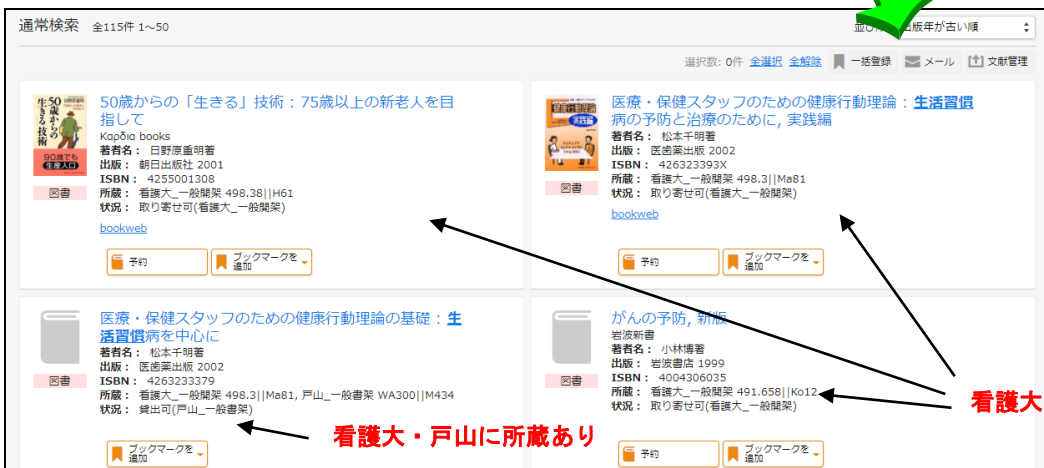 通常検索 全115件 1～50
出版年が古い順
選択数: 0件 全選択 全解除 一括登録 メール 文献管理
50歳からの「生きる」技術 : 75歳以上の新老人を目
指して
Καρδια books
著者名： 日野原重明著
出版： 朝日出版社 2001
ISBN： 4255001308
所蔵： 看護大_一般開架 498.38||H61
状況： 取り寄せ可(看護大_一般開架)
bookweb
図書
予約
ブックマークを
追加
医療・保健スタッフのための健康行動理論 : 生活習慣
病の予防と治療のために, 実践編
著者名： 松本千明著
出版： 医歯薬出版 2002
ISBN： 426323393X
所蔵： 看護大_一般開架 498.3||Ma81
状況： 取り寄せ可(看護大_一般開架)
bookweb
図書
予約
ブックマークを
追加
医療・保健スタッフのための健康行動理論の基礎 : 生
活習慣病を中心に
著者名： 松本千明著
出版： 医歯薬出版 2002
ISBN： 4263233379
所蔵： 看護大_一般開架 498.3||Ma81, 戸山_一般書架 WA300||M434
状況： 貸出可(戸山_一般書架)
図書
ブックマークを
追加
看護大・戸山に所蔵あり
がんの予防, 新版
岩波新書
著者名： 小林博著
出版： 岩波書店 1999
ISBN： 4004306035
所蔵： 看護大_一般開架 491.658||Ko12
状況： 取り寄せ可(看護大_一般開架)
図書
予約
ブックマークを
追加
看護大